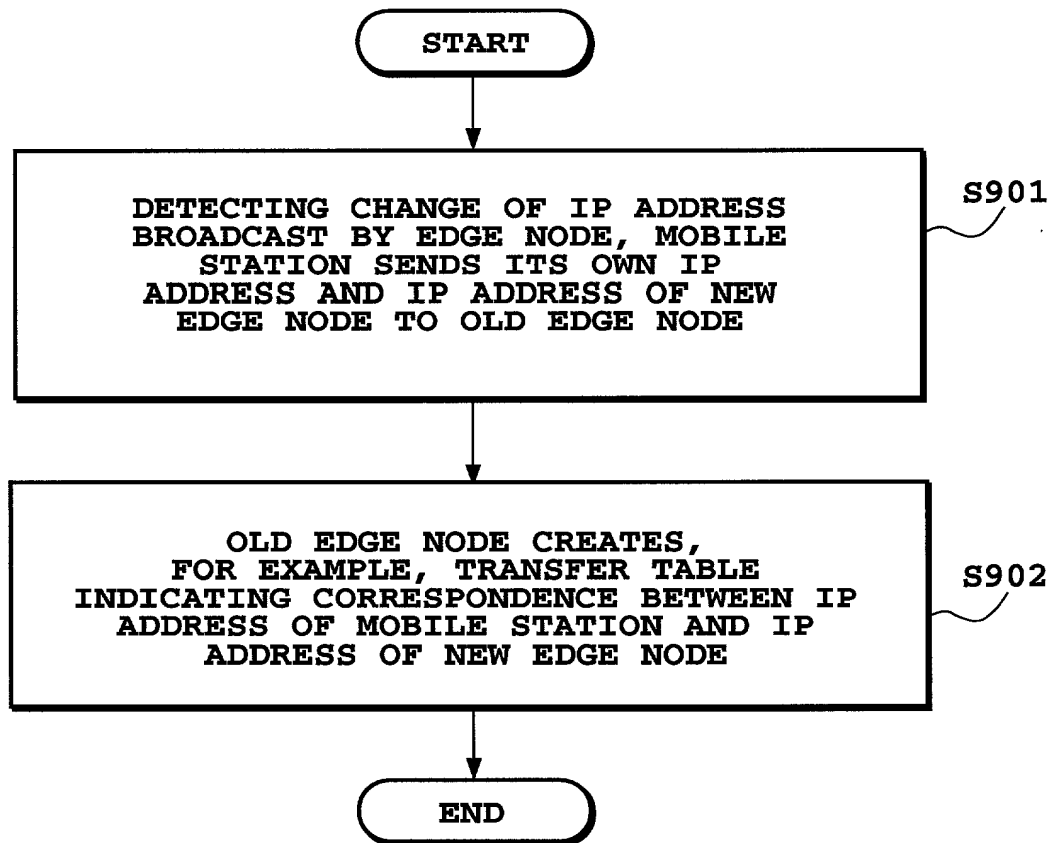 START
DETECTING CHANGE OF IP ADDRESS
BROADCAST BY EDGE NODE, MOBILE
STATION SENDS ITS OWN IP
ADDRESS AND IP ADDRESS OF NEW
EDGE NODE TO OLD EDGE NODE
S901
OLD EDGE NODE CREATES,
FOR EXAMPLE, TRANSFER TABLE
INDICATING CORRESPONDENCE BETWEEN IP
ADDRESS OF MOBILE STATION AND IP
ADDRESS OF NEW EDGE NODE
S902
END